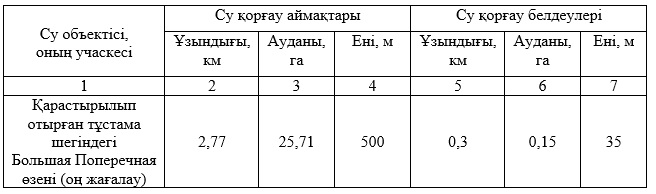 Су объектісі,
оның учаскесі
Су қорғау аймақтары
Су қорғау белдеулері
Ұзындығы,
км
Ауданы,
га
Ені, м
Ұзындығы,
км
Ауданы,
га
Ені, м
1 2 3 4 5 6 7
Қарастырылып
отырған тұстама
шегіндегі
Большая Поперечная
өзені (оң жағалау)
2,77 25,71 500 0,3 0,15 35